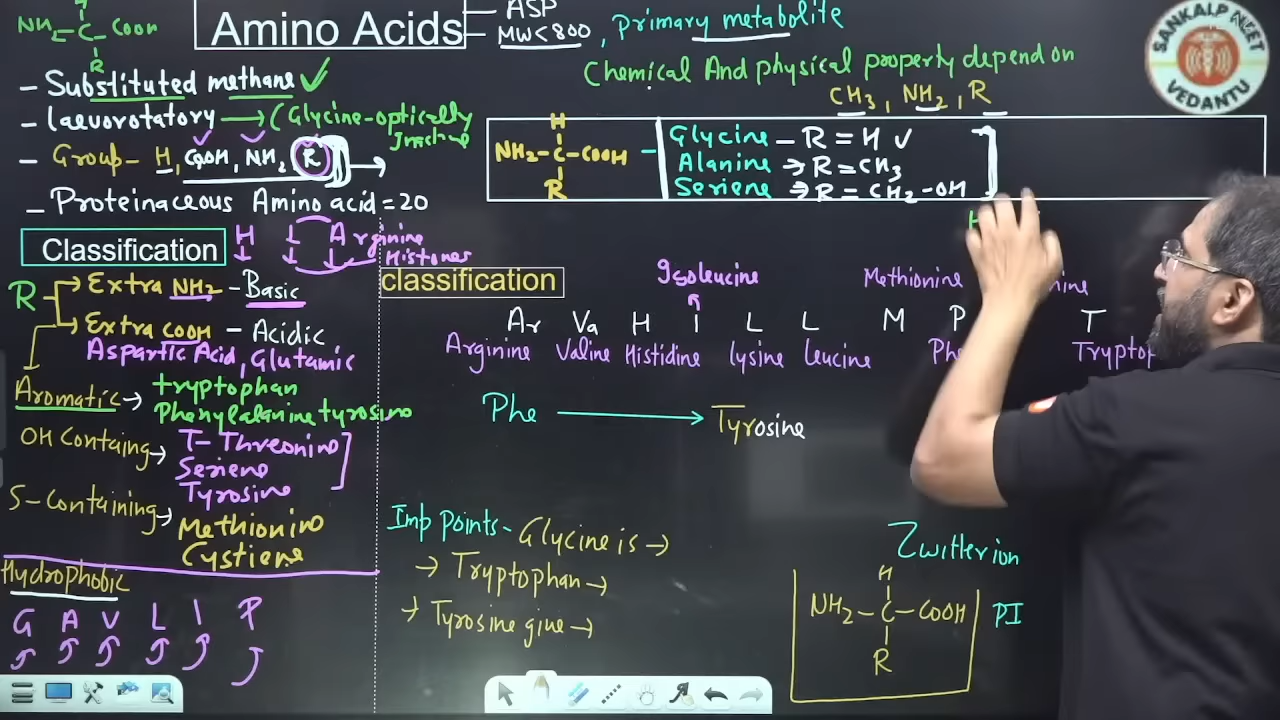 Amino Acids
ASP
MW<800, Primary metabolite
H
NH2-C-COOH
R
- Substituted methane ✓
- laevorotatory → (Glycine-optically
Inactive
- Group- H, COOH, NH2 R →
- Proteinaceous Amino acid = 20
Chemical And physical property depend on
CH3, NH2, R
H
NH2-C-COOH
R
Glycine - R = H ✓
Alanine → R = CH3
Seriene → R = CH2-OH
SANKALP NEET
VEDANTU
Classification
H L Arginine
Histones
R
→ Extra NH2 - Basic
→ Extra COOH - Acidic
Aspartic Acid, Glutamic
Aromatic → tryptophan
Phenylalanine tyrosine
OH Containg → T- Threonine
Seriene
Tyrosine
S-Containing → Methionine
Cystiene
Hydrophobic
G A V L I P
classification
Isoleucine
Methionine
Ar Va H I L L M P T
Arginine Valine Histidine lysine leucine
Phe → Tyrosine
Imp points - Glycine is →
→ Tryptophan →
→ Tyrosine give →
Zwitter ion
H
NH2-C-COOH
R
PI